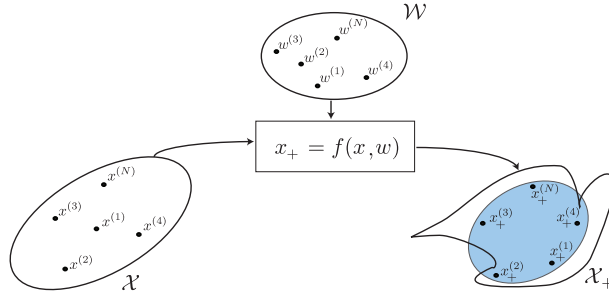 𝒲
w^{(N)}
w^{(3)}
w^{(2)}
w^{(4)}
w^{(1)}
x_+ = f(x, w)
x^{(N)}
x^{(3)}
x^{(1)}
x^{(4)}
x^{(2)}
𝒳
x_+^{(N)}
x_+^{(3)}
x_+^{(4)}
x_+^{(1)}
x_+^{(2)}
𝒳_+